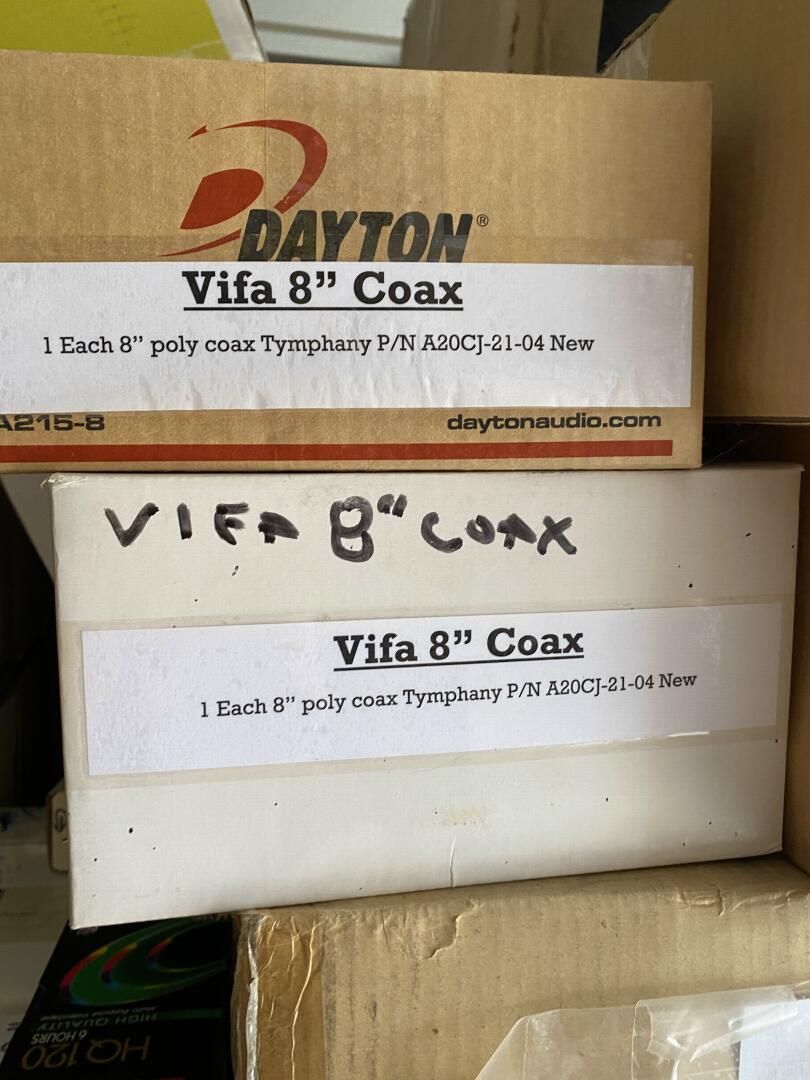 DAYTON®
Vifa 8” Coax
1 Each 8” poly coax Tymphany P/N A20CJ-21-04 New
A215-8
daytonaudio.com
VIFA 8" COAX
Vifa 8” Coax
1 Each 8” poly coax Tymphany P/N A20CJ-21-04 New
HIGH QUALITY
6 HOURS
HQ120